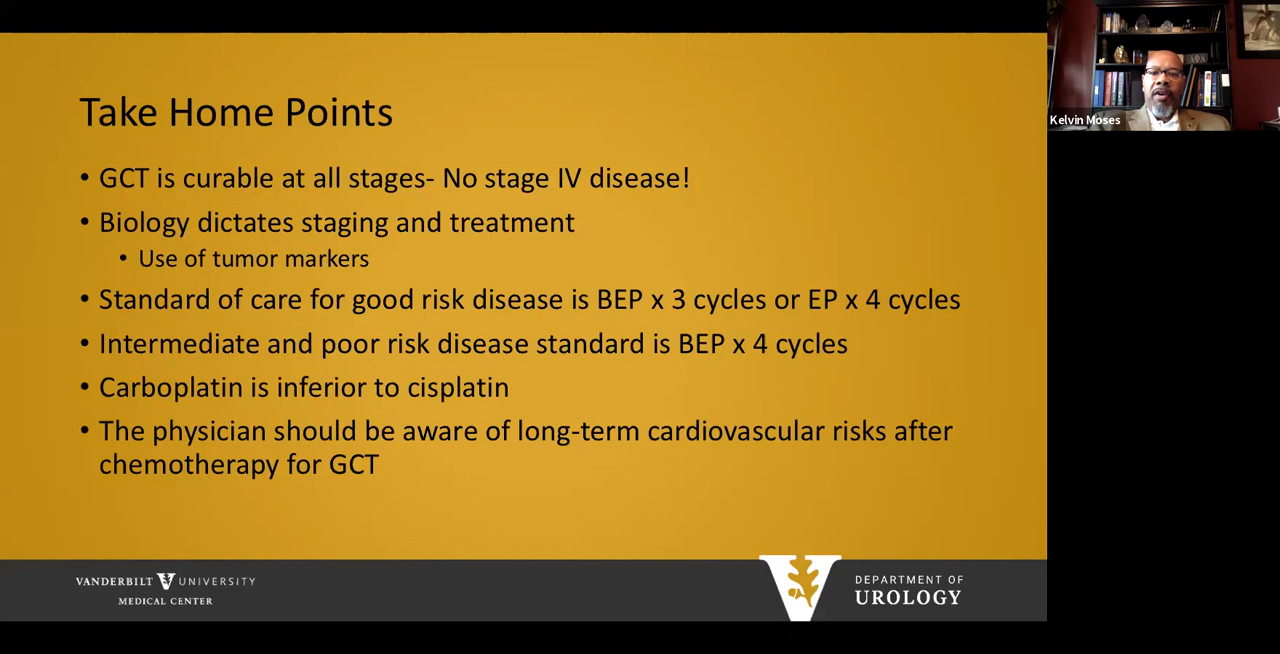 Take Home Points
• GCT is curable at all stages- No stage IV disease!
• Biology dictates staging and treatment
• Use of tumor markers
• Standard of care for good risk disease is BEP x 3 cycles or EP x 4 cycles
• Intermediate and poor risk disease standard is BEP x 4 cycles
• Carboplatin is inferior to cisplatin
• The physician should be aware of long-term cardiovascular risks after
chemotherapy for GCT
VANDERBILT V UNIVERSITY
MEDICAL CENTER
V
DEPARTMENT OF
UROLOGY
Kelvin Moses